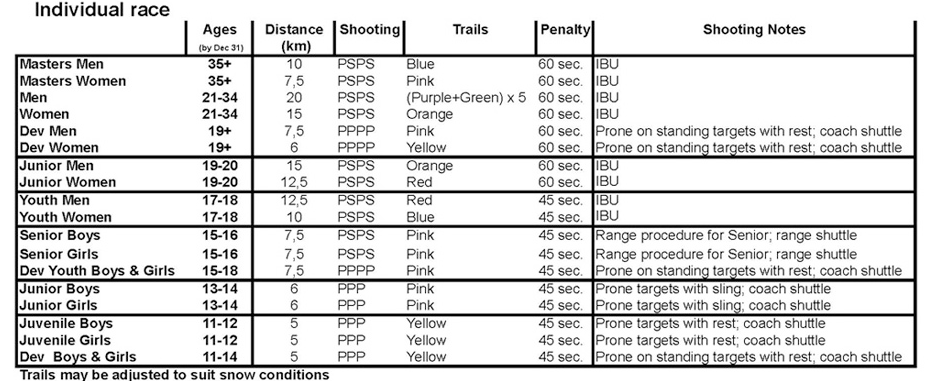 Individual race
Ages (by Dec 31) Distance (km) Shooting Trails Penalty Shooting Notes
Masters Men 35+ 10 PSPS Blue 60 sec. IBU
Masters Women 35+ 7,5 PSPS Pink 60 sec. IBU
Men 21-34 20 PSPS (Purple+Green) x 5 60 sec. IBU
Women 21-34 15 PSPS Orange 60 sec. IBU
Dev Men 19+ 7,5 PPPP Pink 60 sec. Prone on standing targets with rest; coach shuttle
Dev Women 19+ 6 PPPP Yellow 60 sec. Prone on standing targets with rest; coach shuttle
Junior Men 19-20 15 PSPS Orange 60 sec. IBU
Junior Women 19-20 12,5 PSPS Red 60 sec. IBU
Youth Men 17-18 12,5 PSPS Red 45 sec. IBU
Youth Women 17-18 10 PSPS Blue 45 sec. IBU
Senior Boys 15-16 7,5 PSPS Pink 45 sec. Range procedure for Senior; range shuttle
Senior Girls 15-16 7,5 PSPS Pink 45 sec. Range procedure for Senior; range shuttle
Dev Youth Boys & Girls 15-18 7,5 PPPP Pink 45 sec. Prone on standing targets with rest; coach shuttle
Junior Boys 13-14 6 PPP Pink 45 sec. Prone targets with sling; coach shuttle
Junior Girls 13-14 6 PPP Pink 45 sec. Prone targets with sling; coach shuttle
Juvenile Boys 11-12 5 PPP Yellow 45 sec. Prone targets with rest; coach shuttle
Juvenile Girls 11-12 5 PPP Yellow 45 sec. Prone targets with rest; coach shuttle
Dev Boys & Girls 11-14 5 PPP Yellow 45 sec. Prone on standing targets with rest; coach shuttle
Trails may be adjusted to suit snow conditions